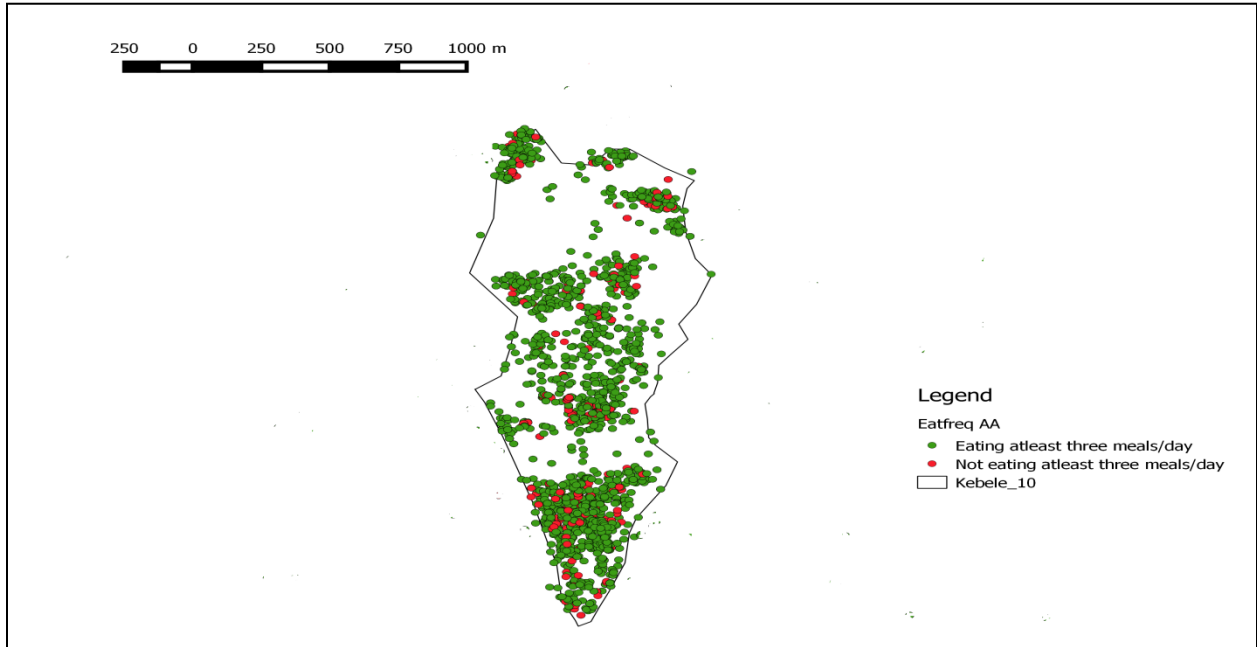 250 0 250 500 750 1000 m
Legend
Eatfreq AA
Eating atleast three meals/day
Not eating atleast three meals/day
Kebele_10